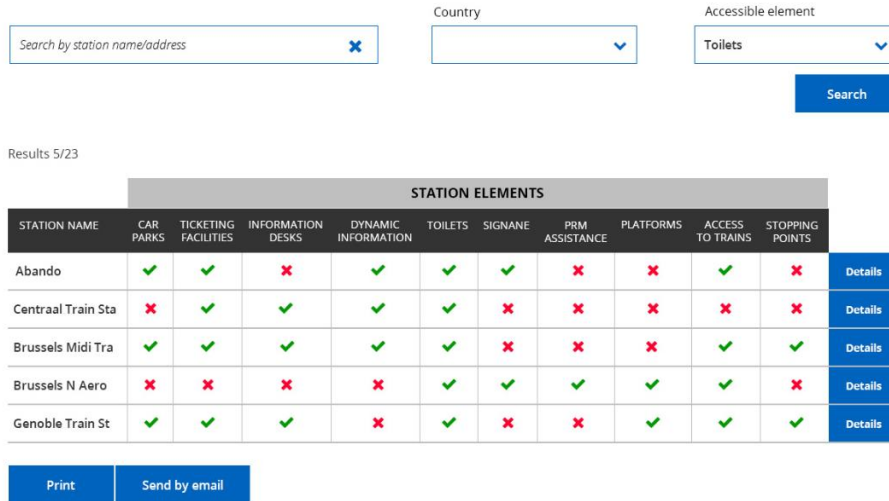 Country
Accessible element
Search by station name/address
Toilets
Search
Results 5/23
STATION ELEMENTS
STATION NAME CAR PARKS TICKETING FACILITIES INFORMATION DESKS DYNAMIC INFORMATION TOILETS SIGNANE PRM ASSISTANCE PLATFORMS ACCESS TO TRAINS STOPPING POINTS
Abando Details
Centraal Train Sta Details
Brussels Midi Tra Details
Brussels N Aero Details
Genoble Train St Details
Print Send by email